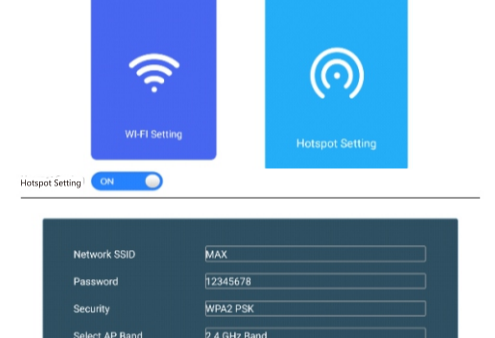 WI-FI Setting
Hotspot Setting
Hotspot Setting
ON
Network SSID
MAX
Password
12345678
Security
WPA2 PSK
Select AP Band
2.4 GHz Band